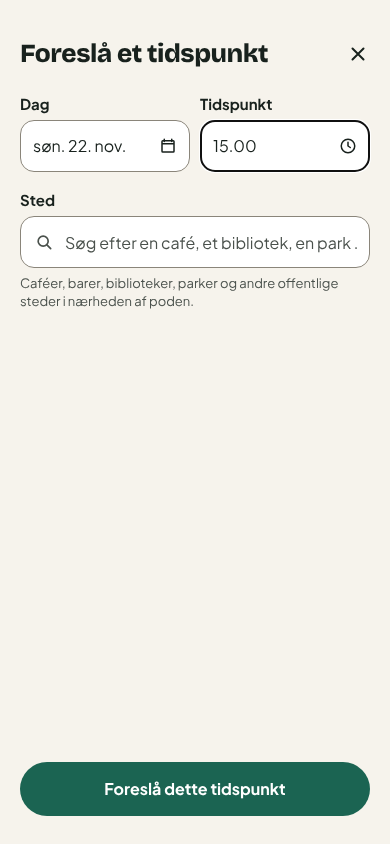 Foreslå et tidspunkt
Dag
Tidspunkt
søn. 22. nov.
15.00
Sted
Søg efter en café, et bibliotek, en park .
Caféer, barer, biblioteker, parker og andre offentlige
steder i nærheden af poden.
Foreslå dette tidspunkt